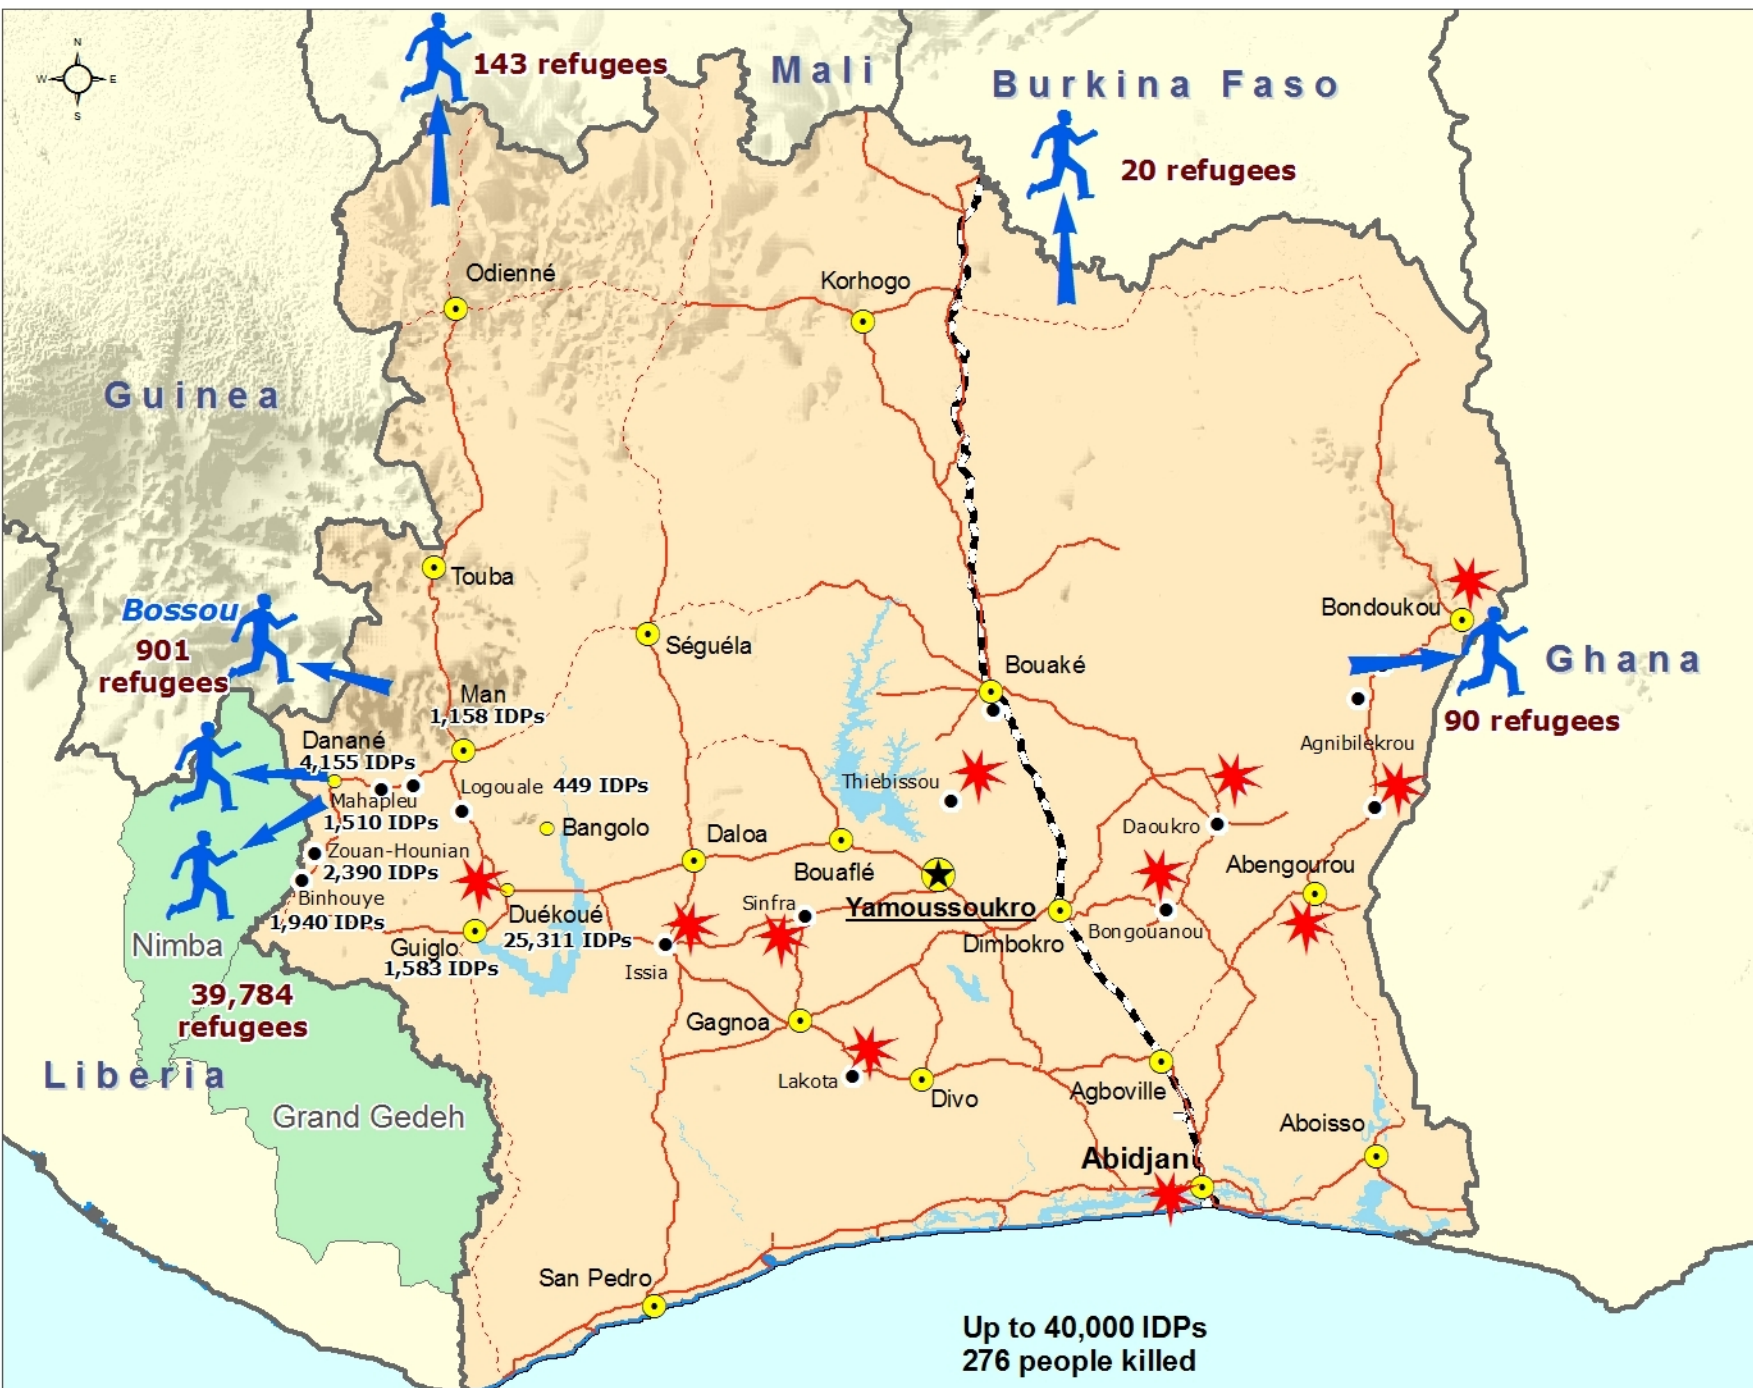 N
W E
S
143 refugees
Mali
Burkina Faso
20 refugees
Odienné
Korhogo
Guinea
Touba
Bossou
901
refugees
Séguéla
Bondoukou
Ghana
90 refugees
Bouaké
Man
1,158 IDPs
Danané
4,155 IDPs
Agnibilekrou
Logouale 449 IDPs
Thiebissou
Mahapleu
1,510 IDPs
Bangolo
Daloa
Daoukro
Zouan-Hounian
2,390 IDPs
Bouaflé
Abengourou
Binhouye
1,940 IDPs
Duékoué
25,311 IDPs
Sinfra
Yamoussoukro
Nimba
Guiglo
1,583 IDPs
Issia
Dimbokro
Bongouanou
39,784
refugees
Gagnoa
Liberia
Lakota
Divo
Agboville
Grand Gedeh
Aboisso
Abidjan
San Pedro
Up to 40,000 IDPs
276 people killed